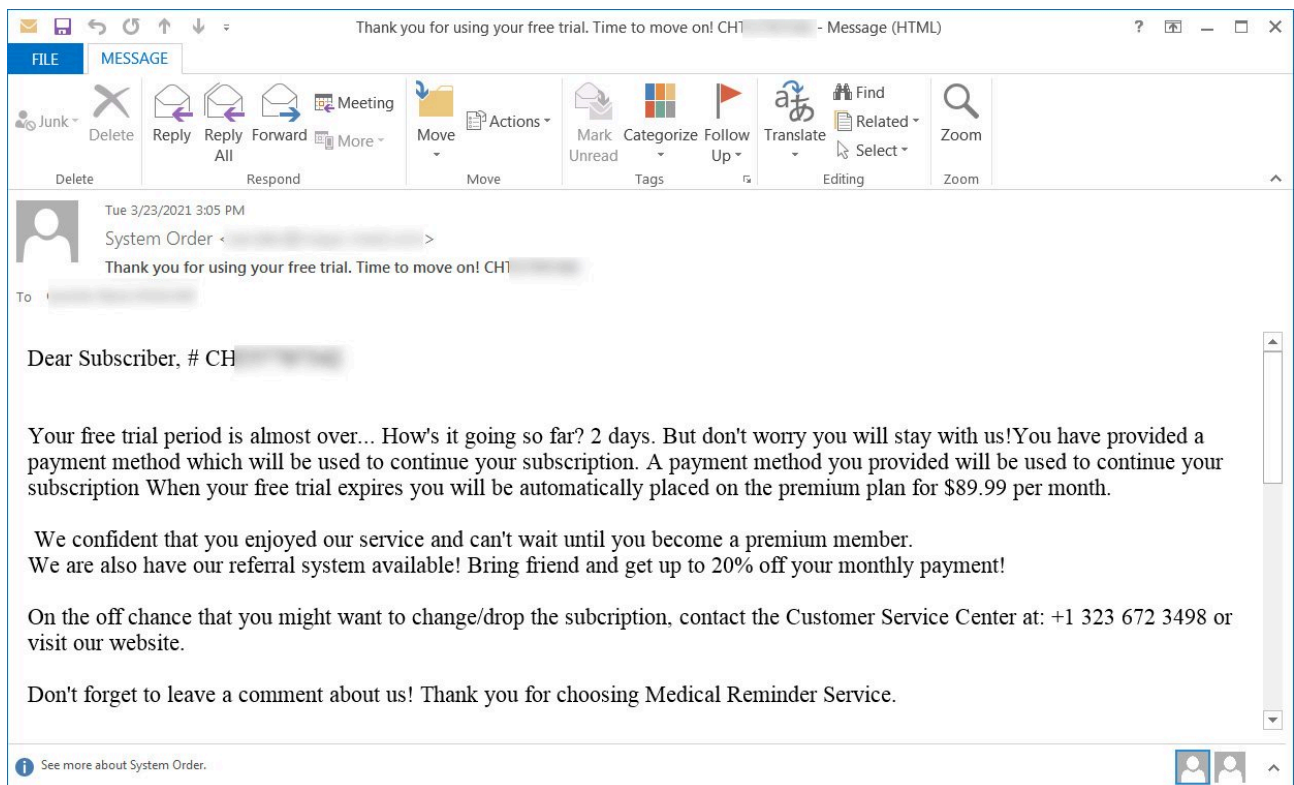 Thank you for using your free trial. Time to move on! CHT - Message (HTML)
FILE MESSAGE
Junk
Delete
Reply
Reply All
Forward
Meeting
More
Move
Actions
Mark Unread
Categorize
Follow Up
Translate
Find
Related
Select
Zoom
Delete Respond Move Tags Editing Zoom
Tue 3/23/2021 3:05 PM
System Order < >
Thank you for using your free trial. Time to move on! CHT
To
Dear Subscriber, # CH
Your free trial period is almost over... How's it going so far? 2 days. But don't worry you will stay with us!You have provided a
payment method which will be used to continue your subscription. A payment method you provided will be used to continue your
subscription When your free trial expires you will be automatically placed on the premium plan for $89.99 per month.
We confident that you enjoyed our service and can't wait until you become a premium member.
We are also have our referral system available! Bring friend and get up to 20% off your monthly payment!
On the off chance that you might want to change/drop the subcription, contact the Customer Service Center at: +1 323 672 3498 or
visit our website.
Don't forget to leave a comment about us! Thank you for choosing Medical Reminder Service.
See more about System Order.